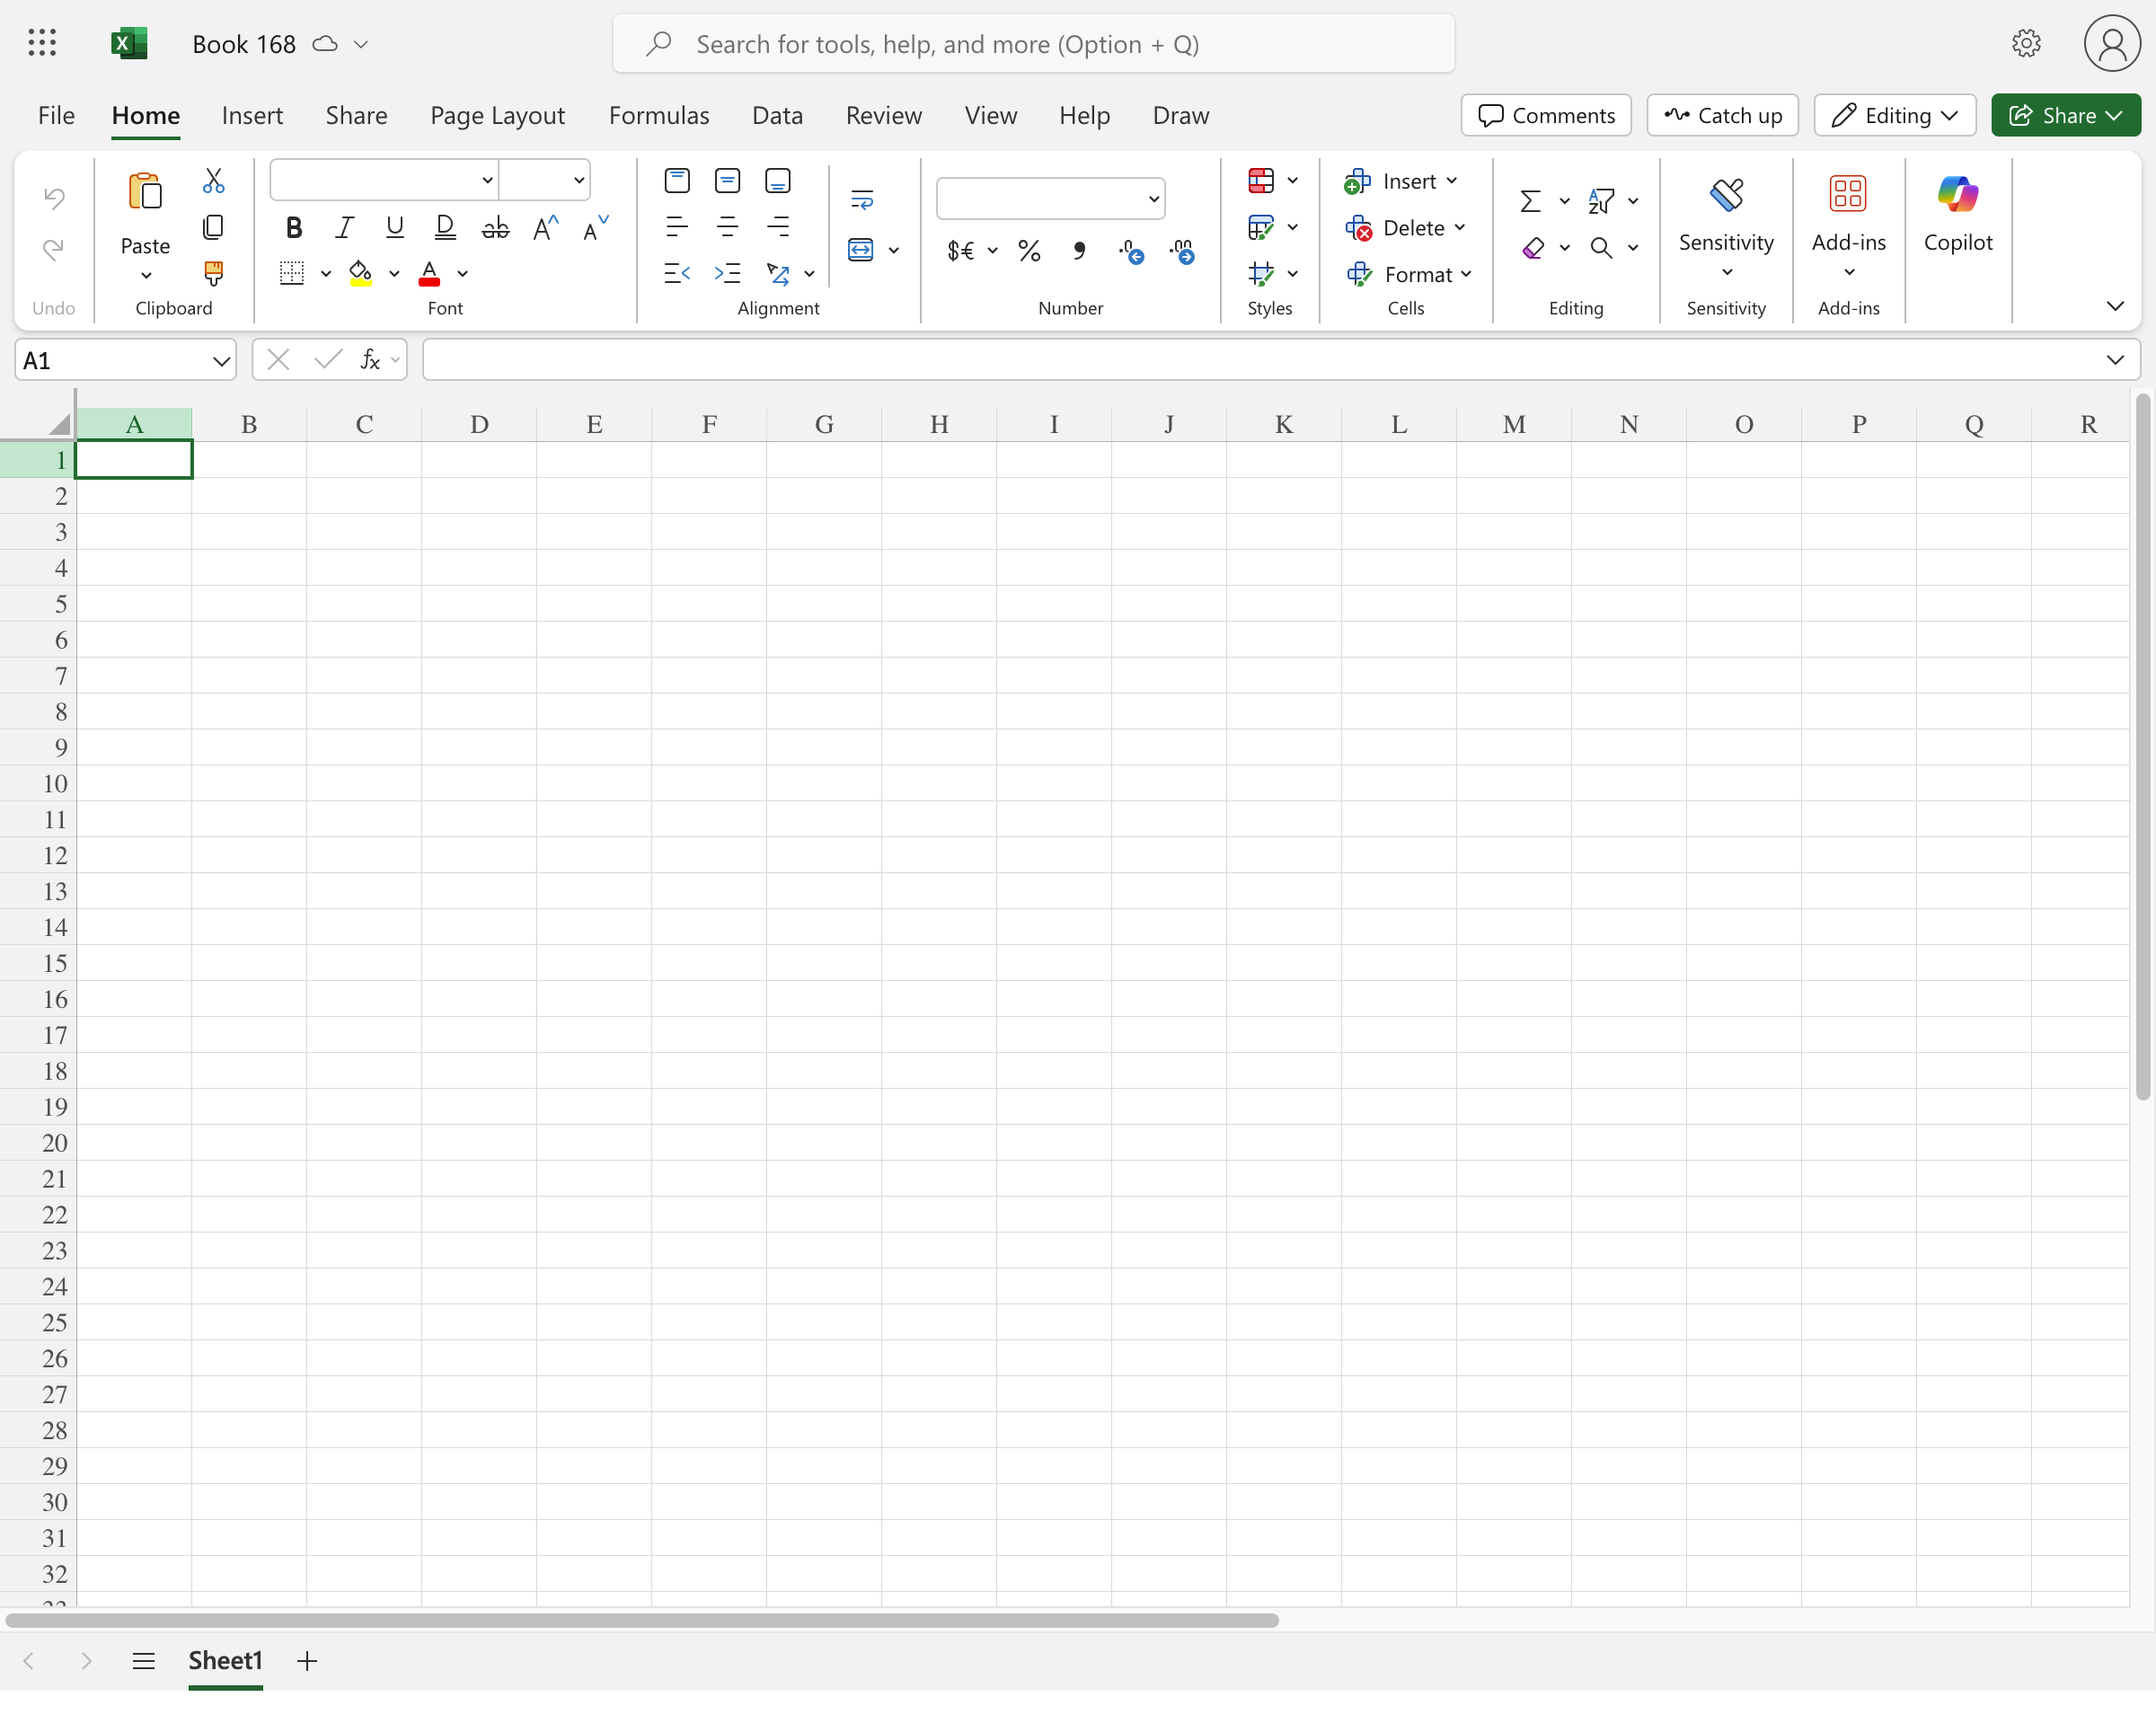 Book 168
Search for tools, help, and more (Option + Q)
File Home Insert Share Page Layout Formulas Data Review View Help Draw
Comments Catch up Editing Share
Undo
Paste
Clipboard
Font
Alignment
$€ % Number
Styles
Insert
Delete
Format
Cells
Editing
Sensitivity
Sensitivity
Add-ins
Add-ins
Copilot
A1
A B C D E F G H I J K L M N O P Q R
1
2
3
4
5
6
7
8
9
10
11
12
13
14
15
16
17
18
19
20
21
22
23
24
25
26
27
28
29
30
31
32
Sheet1